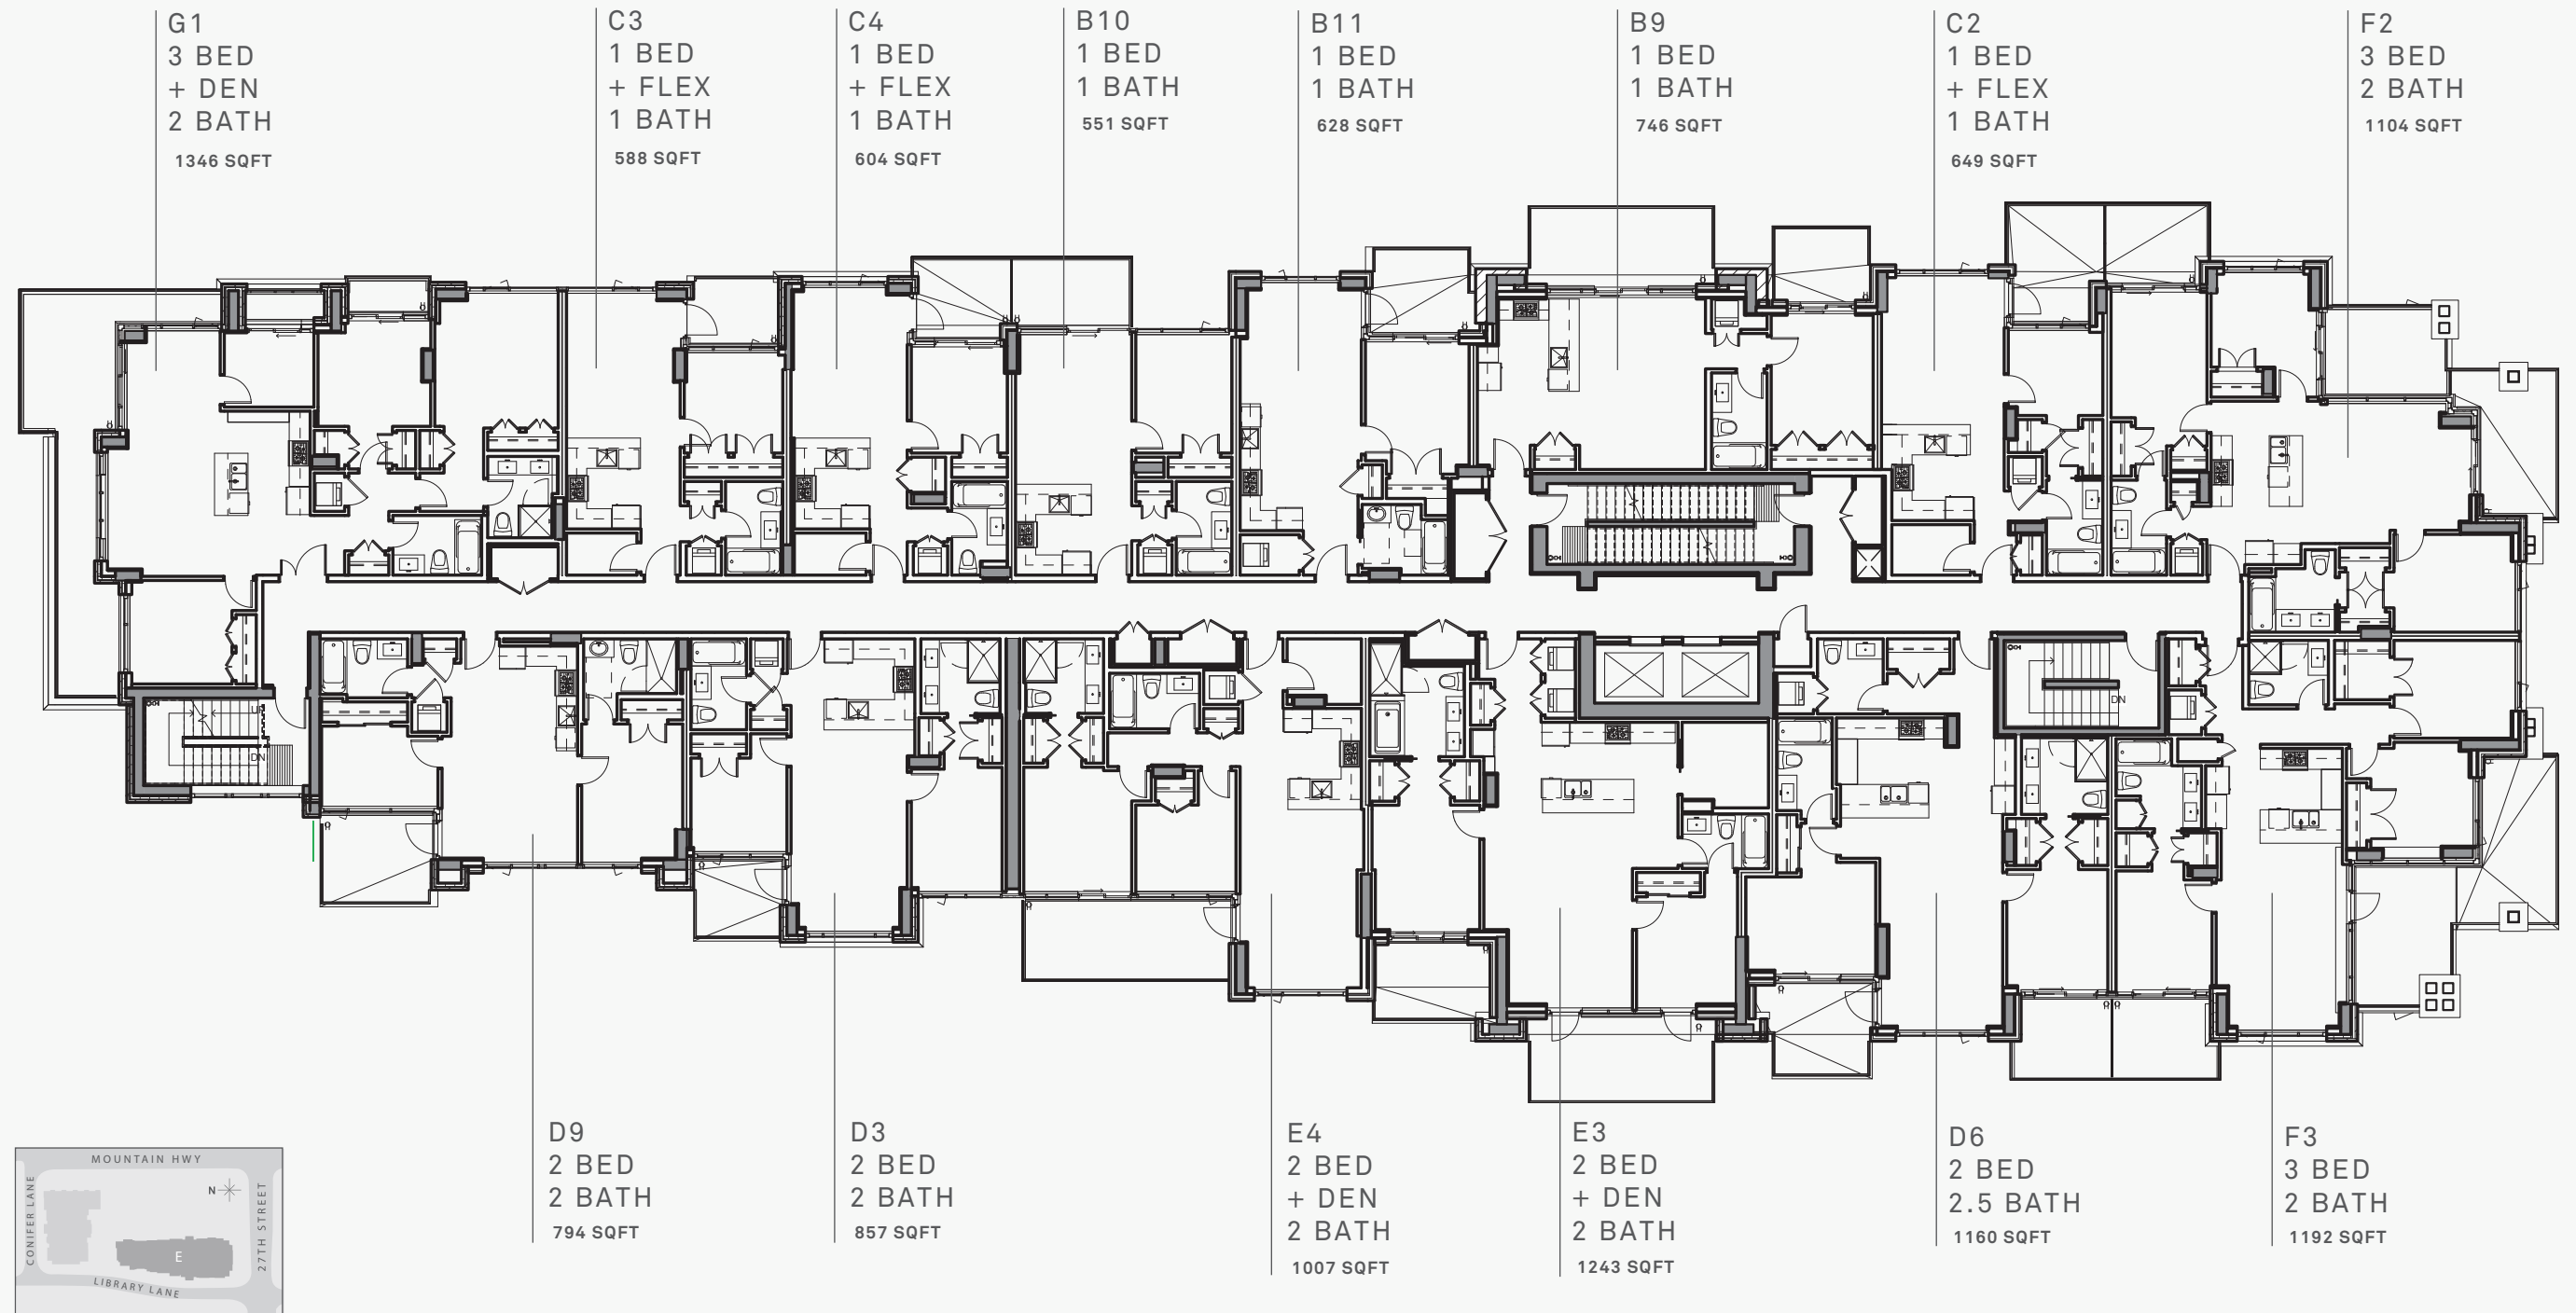 G1
3 BED
+ DEN
2 BATH
1346 SQFT
C3
1 BED
+ FLEX
1 BATH
588 SQFT
C4
1 BED
+ FLEX
1 BATH
604 SQFT
B10
1 BED
1 BATH
551 SQFT
B11
1 BED
1 BATH
628 SQFT
B9
1 BED
1 BATH
746 SQFT
C2
1 BED
+ FLEX
1 BATH
649 SQFT
F2
3 BED
2 BATH
1104 SQFT
UP
DN
DN
D9
2 BED
2 BATH
794 SQFT
D3
2 BED
2 BATH
857 SQFT
E4
2 BED
+ DEN
2 BATH
1007 SQFT
E3
2 BED
+ DEN
2 BATH
1243 SQFT
D6
2 BED
2.5 BATH
1160 SQFT
F3
3 BED
2 BATH
1192 SQFT
MOUNTAIN HWY
N
CONIFER LANE
27TH STREET
E
LIBRARY LANE